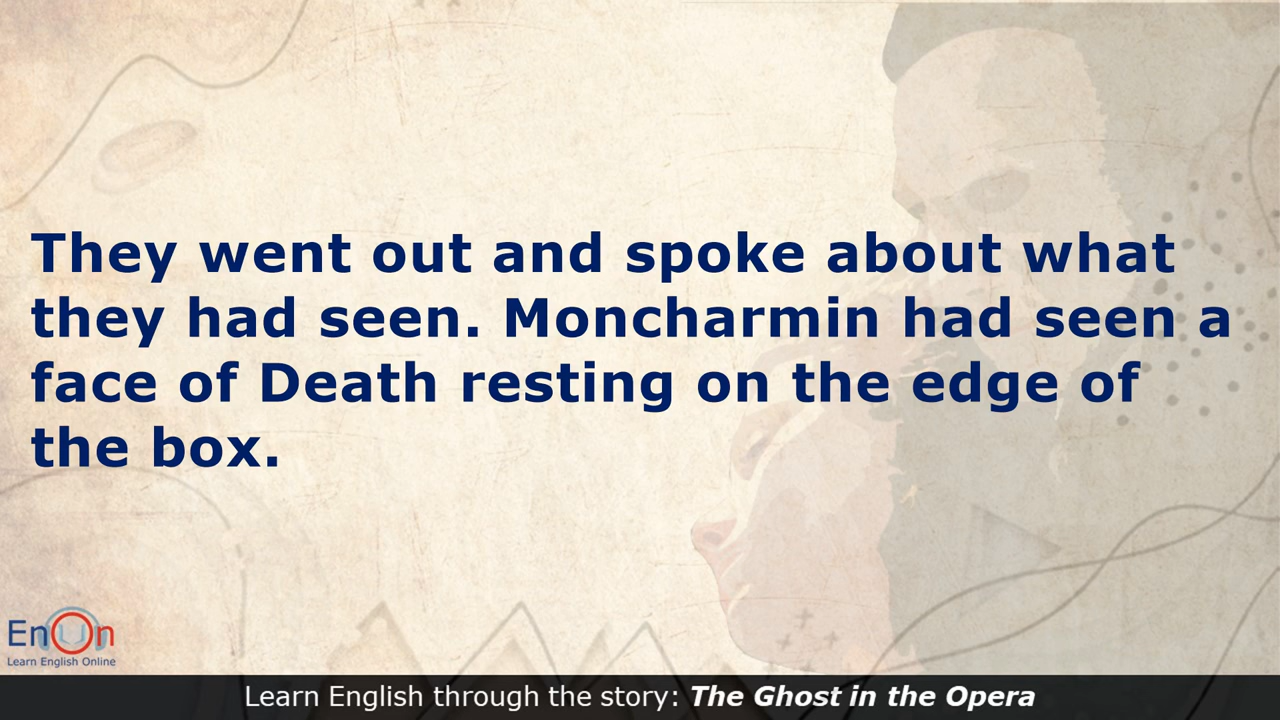 They went out and spoke about what
they had seen. Moncharmin had seen a
face of Death resting on the edge of
the box.
EnOn
Learn English Online
Learn English through the story: The Ghost in the Opera